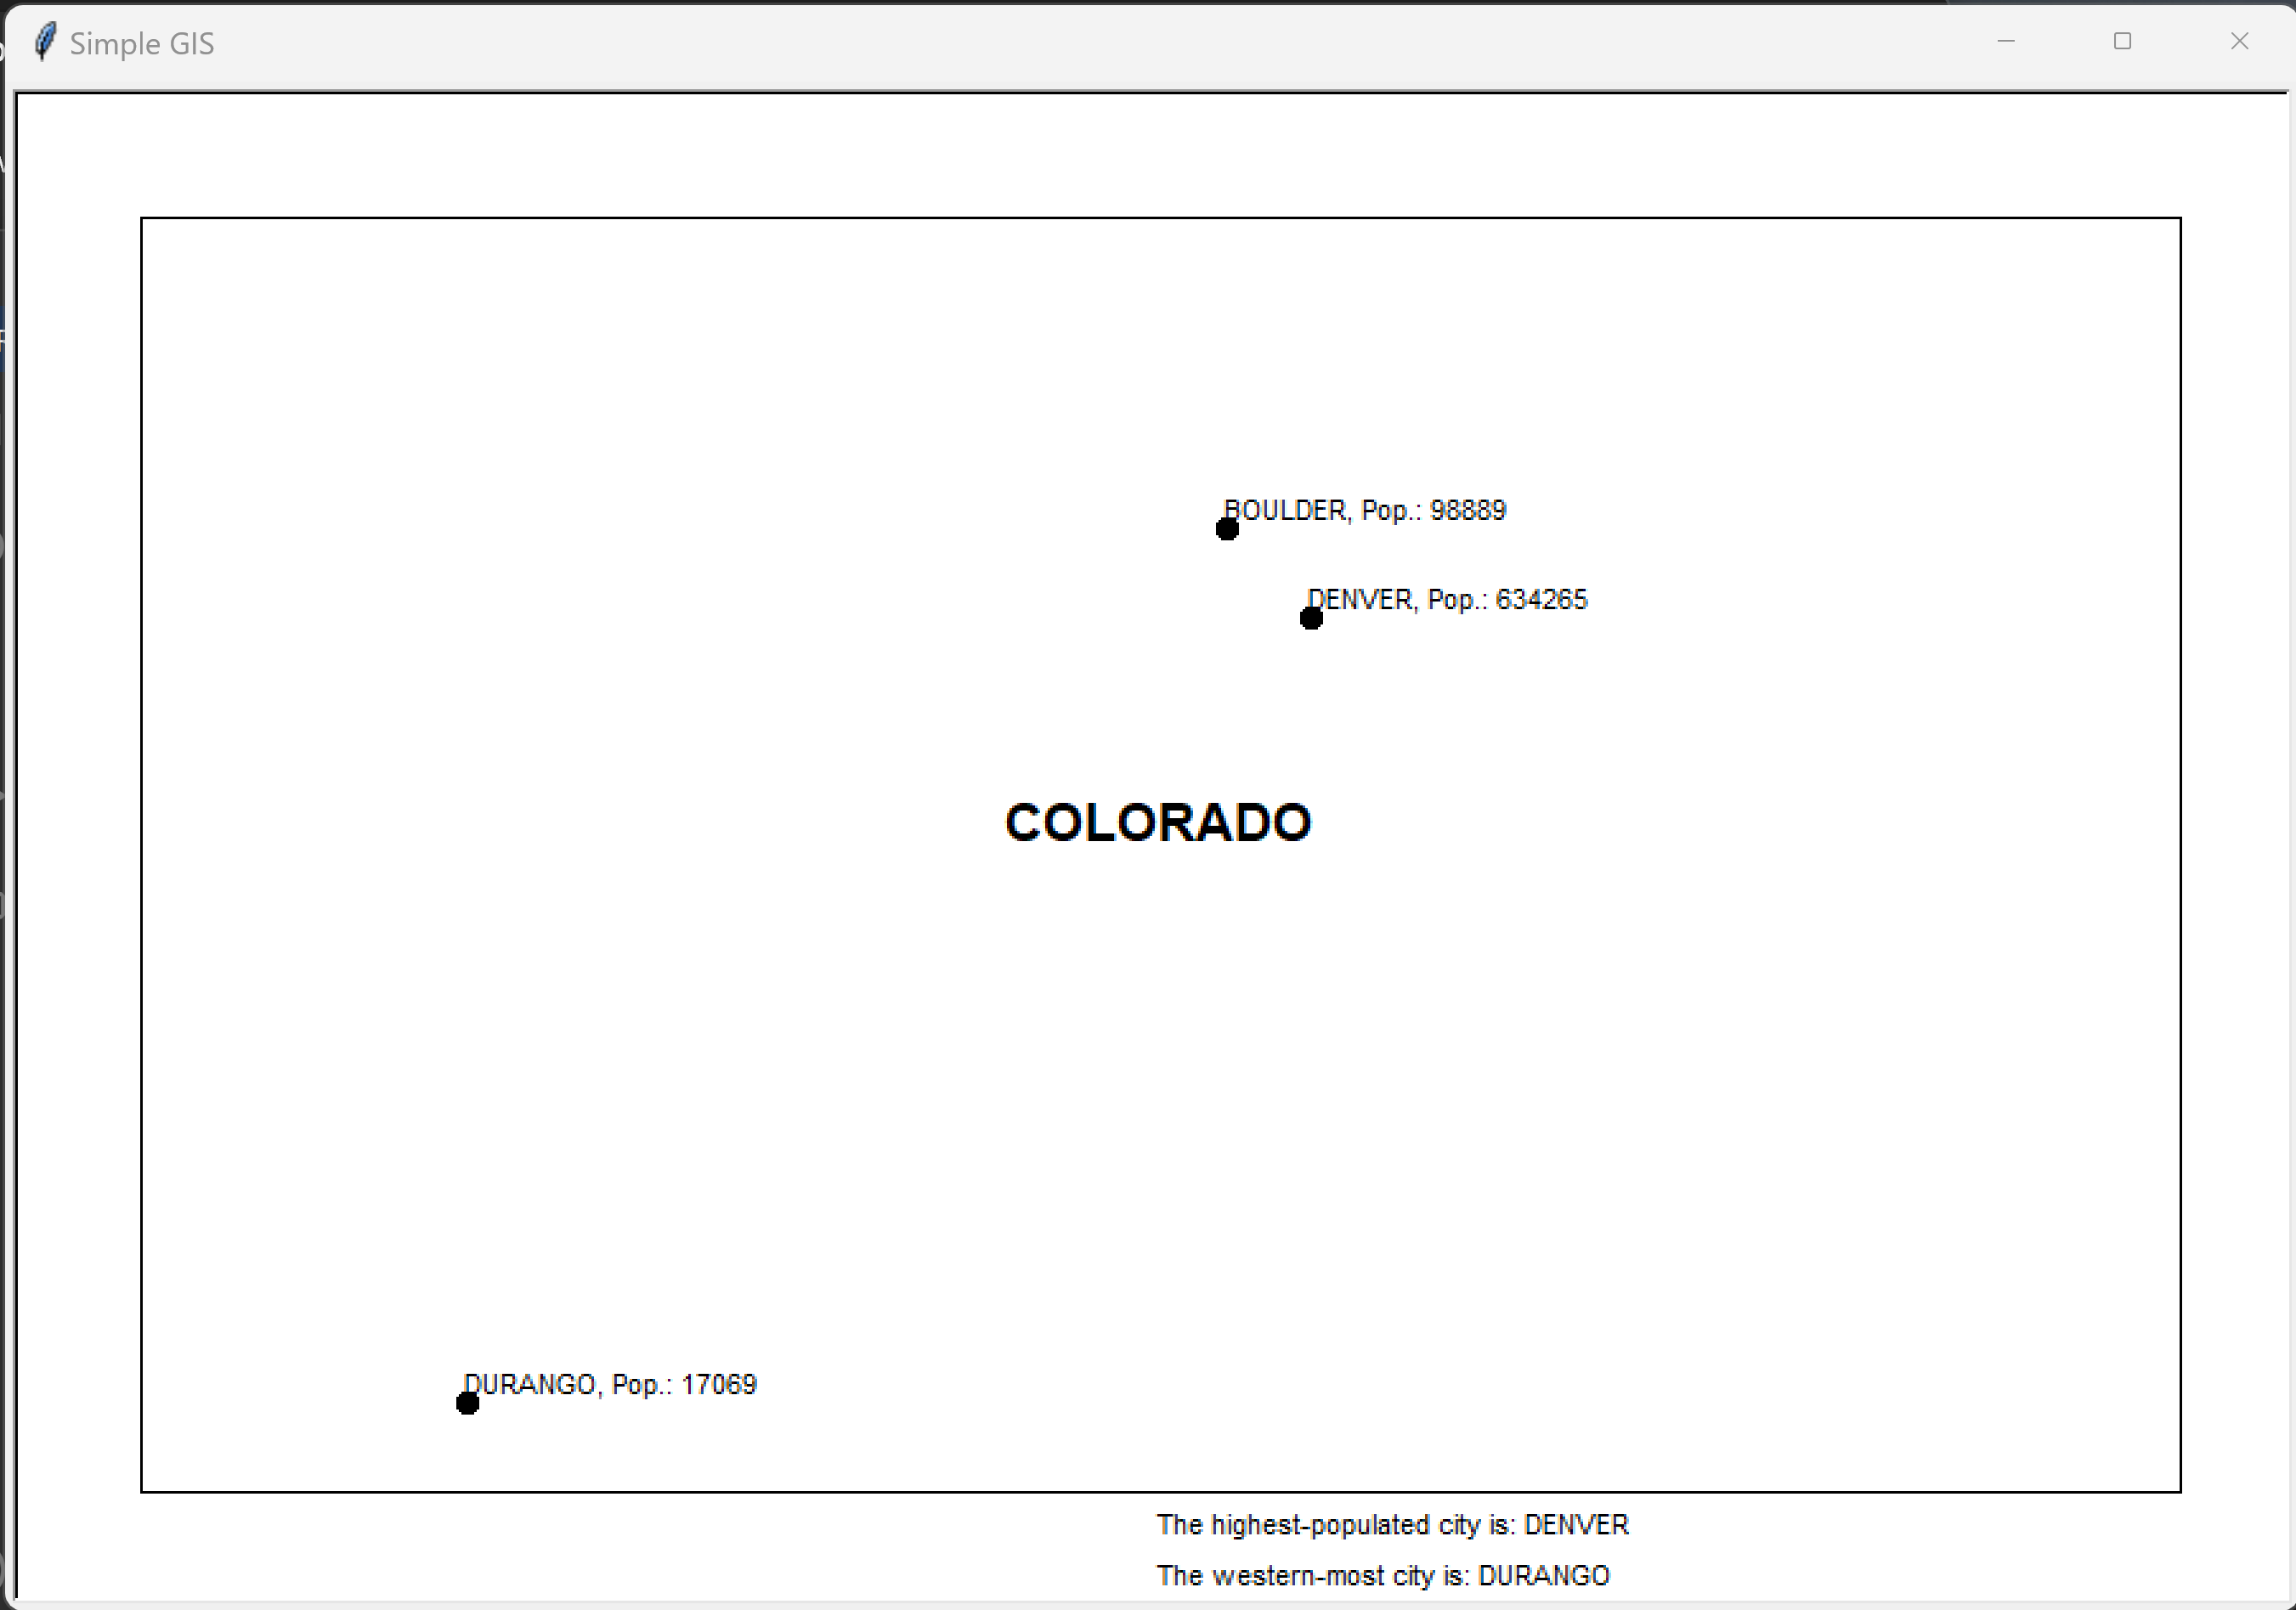 Simple GIS
BOULDER, Pop.: 98889
DENVER, Pop.: 634265
COLORADO
DURANGO, Pop.: 17069
The highest-populated city is: DENVER
The western-most city is: DURANGO